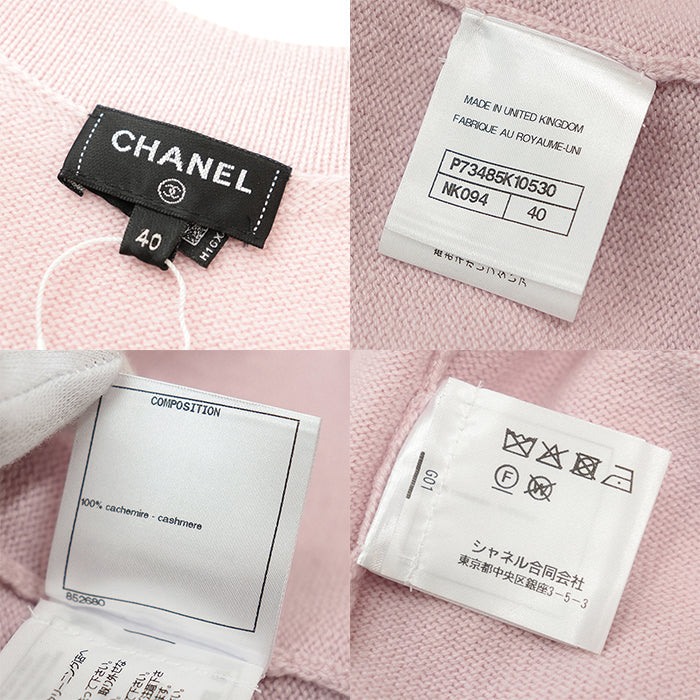 CHANEL
40
MADE IN UNITED KINGDOM
FABRIQUE AU ROYAUME-UNI
P73485K10530
NK094 40
COMPOSITION
100% cachemire - cashmere
852680
G01
F
W
シャネル合同会社
東京都中央区銀座3-5-3